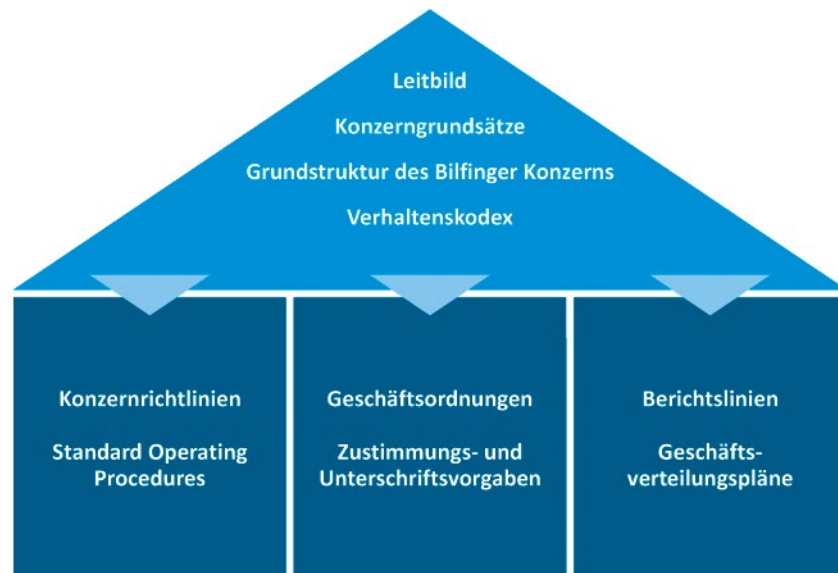 Leitbild
Konzerngrundsätze
Grundstruktur des Bilfinger Konzerns
Verhaltenskodex
Konzernrichtlinien
Standard Operating
Procedures
Geschäftsordnungen
Zustimmungs- und
Unterschriftsvorgaben
Berichtslinien
Geschäfts-
verteilungspläne